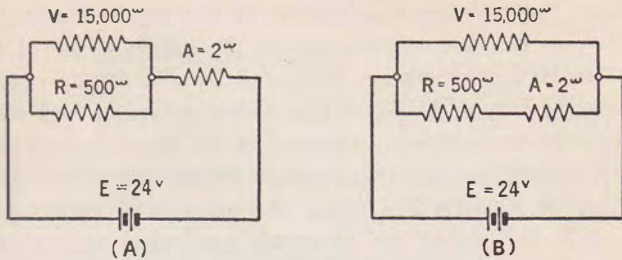 V = 15,000ω
A = 2ω
R = 500ω
E = 24v
(A)
V = 15,000ω
R = 500ω
A = 2ω
E = 24v
(B)